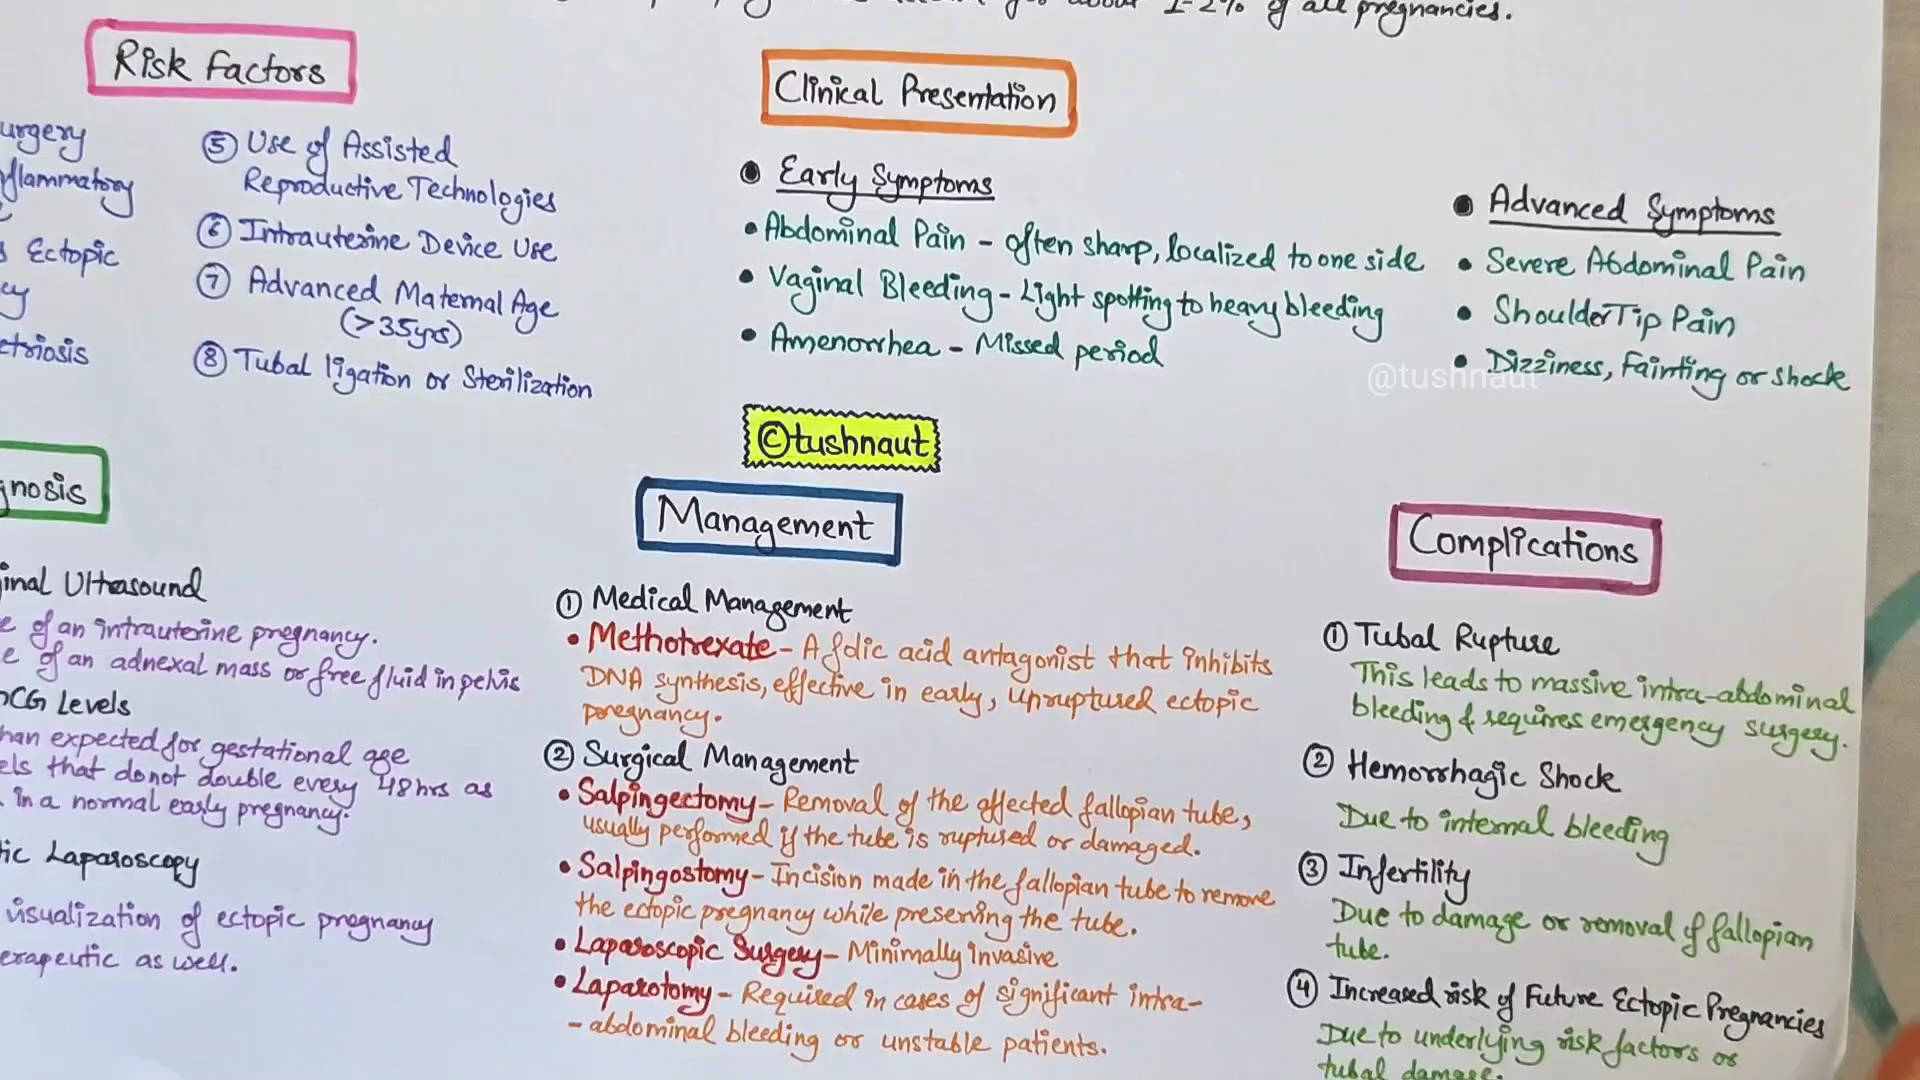 1-2% of all pregnancies.
Risk Factors
urgery
flammatory
Ectopic
cy
etriosis
⑤ Use of Assisted
Reproductive Technologies
⑥ Intrauterine Device Use
⑦ Advanced Maternal Age
(>35yrs)
⑧ Tubal ligation or Sterilization
Clinical Presentation
• Early Symptoms
• Abdominal Pain - often sharp, localized to one side
• Vaginal Bleeding - Light spotting to heavy bleeding
• Amenorrhea - Missed period
• Advanced Symptoms
• Severe Abdominal Pain
• Shoulder Tip Pain
• Dizziness, Fainting or shock
@tushnaut
©tushnaut
gnosis
inal Ultrasound
e of an intrauterine pregnancy.
e of an adnexal mass or free fluid in pelvis
CG Levels
han expected for gestational age
els that do not double every 48hrs as
in a normal early pregnancy.
tic Laparoscopy
visualization of ectopic pregnancy
erapeutic as well.
Management
① Medical Management
• Methotrexate - A folic acid antagonist that inhibits
DNA synthesis, effective in early, unruptured ectopic
pregnancy.
② Surgical Management
• Salpingectomy - Removal of the affected fallopian tube,
usually performed if the tube is ruptured or damaged.
• Salpingostomy - Incision made in the fallopian tube to remove
the ectopic pregnancy while preserving the tube.
• Laparoscopic Surgery - Minimally invasive
• Laparotomy - Required in cases of significant intra-
-abdominal bleeding or unstable patients.
Complications
① Tubal Rupture
This leads to massive intra-abdominal
bleeding & requires emergency surgery.
② Hemorrhagic Shock
Due to internal bleeding
③ Infertility
Due to damage or removal of fallopian
tube.
④ Increased risk of Future Ectopic Pregnancies
Due to underlying risk factors or
tubal damage.